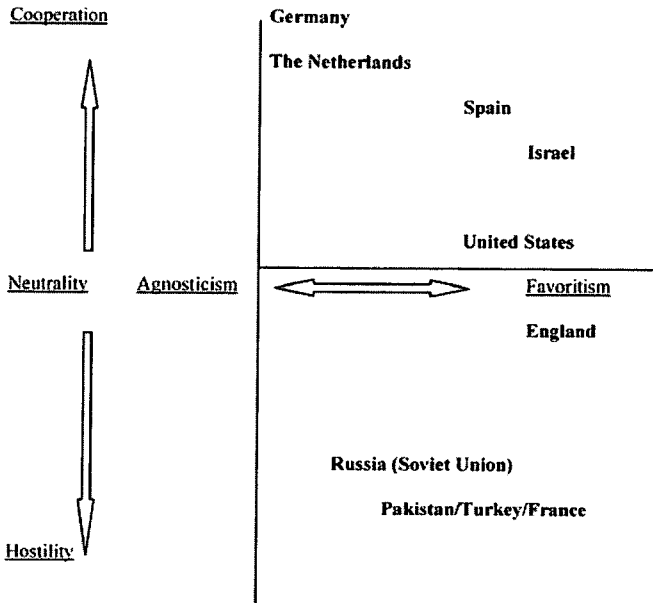 Cooperation
Germany
The Netherlands
Spain
Israel
United States
Neutrality Agnosticism Favoritism
England
Russia (Soviet Union)
Pakistan/Turkey/France
Hostility